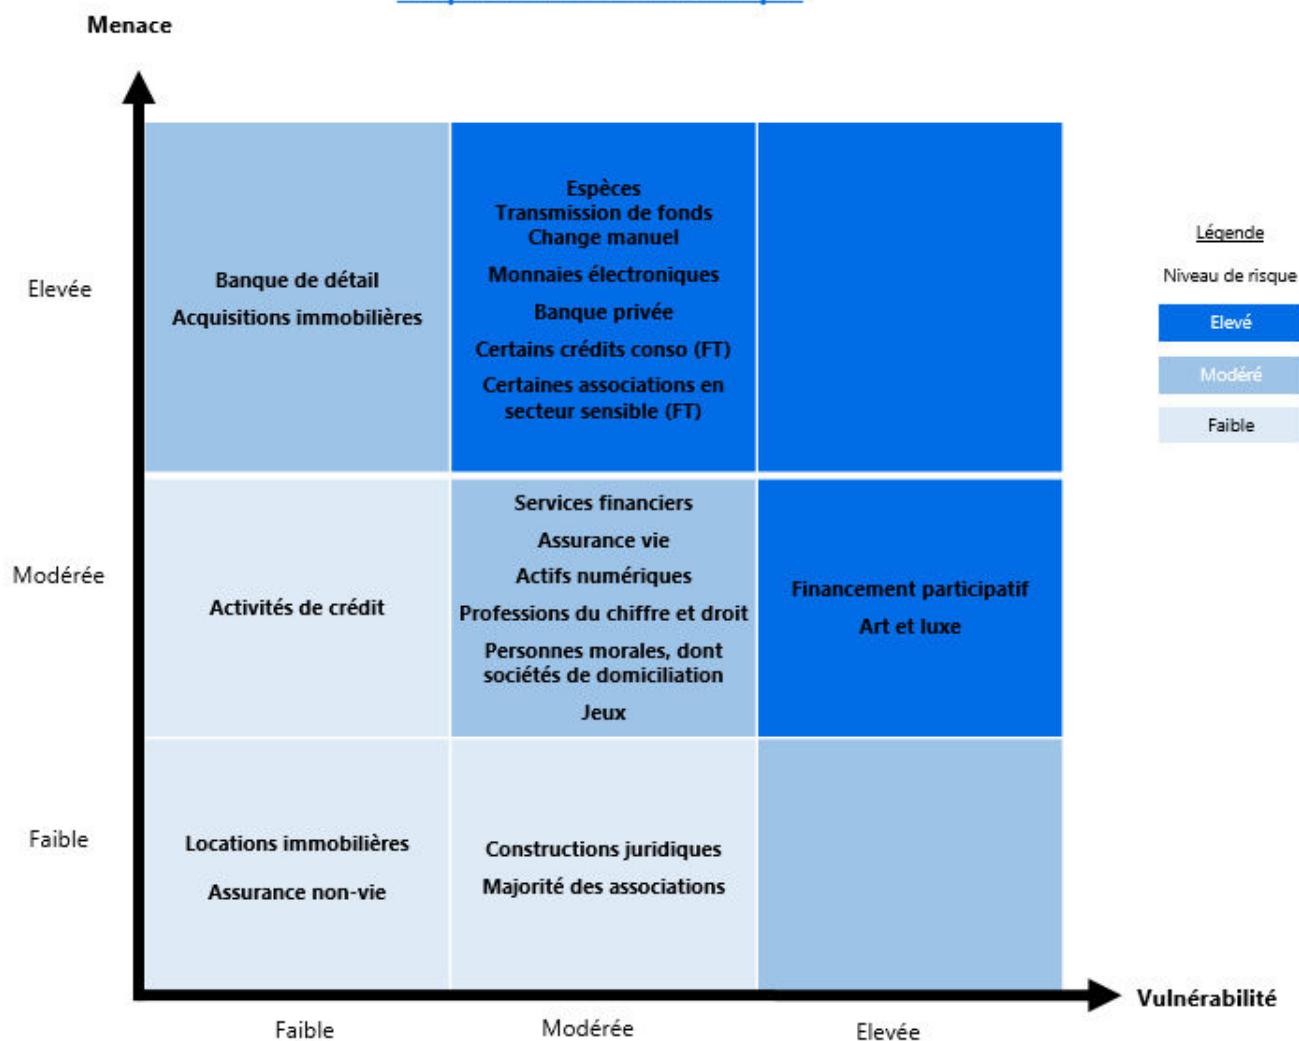 Menace
Elevée
Banque de détail
Acquisitions immobilières
Espèces
Transmission de fonds
Change manuel
Monnaies électroniques
Banque privée
Certains crédits conso (FT)
Certaines associations en
secteur sensible (FT)
Légende
Niveau de risque
Elevé
Modéré
Faible
Modérée
Activités de crédit
Services financiers
Assurance vie
Actifs numériques
Professions du chiffre et droit
Personnes morales, dont
sociétés de domiciliation
Jeux
Financement participatif
Art et luxe
Faible
Locations immobilières
Assurance non-vie
Constructions juridiques
Majorité des associations
Vulnérabilité
Faible
Modérée
Elevée